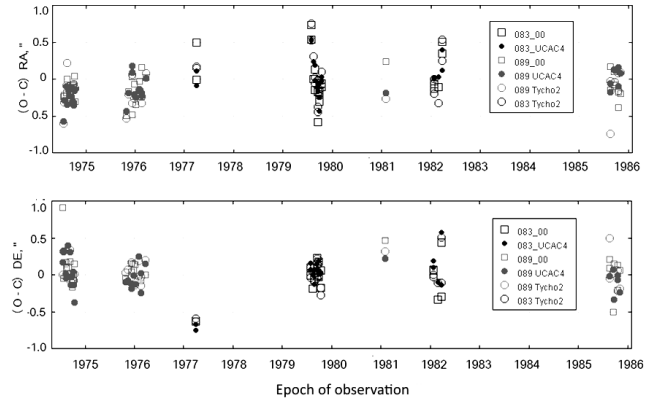 (O - C) RA, "
1.0
0.5
0
0.5
-1.0
083_00
083_UCAC4
089_00
089 UCAC4
089 Tycho2
083 Tycho2
1975 1976 1977 1979 1980 1981 1982 1983 1984 1985 1986
(O - C) DE, "
1.0
0.5
0
-0.5
-1.0
083_00
083_UCAC4
089_00
089 UCAC4
089 Tycho2
083 Tycho2
1975 1976 1977 1979 1980 1981 1982 1983 1984 1985 1986
Epoch of observation